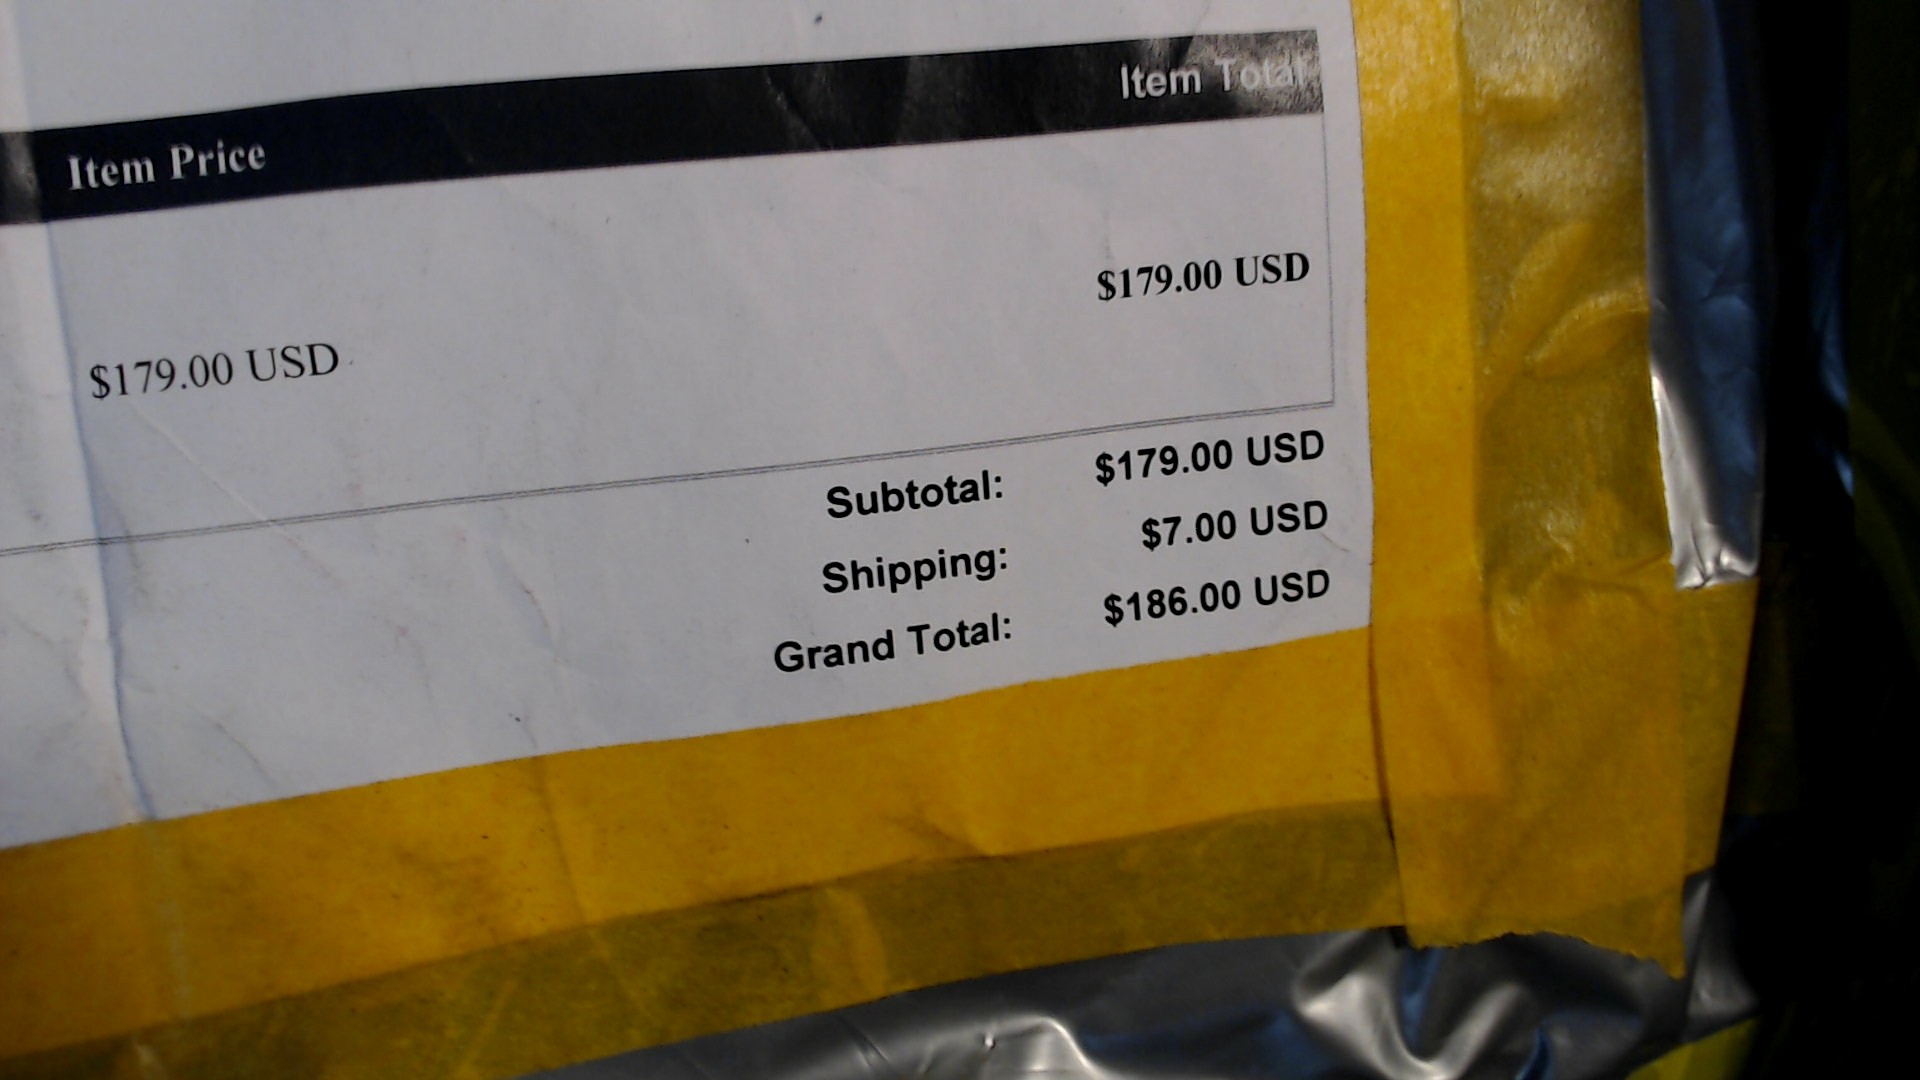 Item Price Item Total
$179.00 USD
$179.00 USD
Subtotal: $179.00 USD
Shipping: $7.00 USD
Grand Total: $186.00 USD